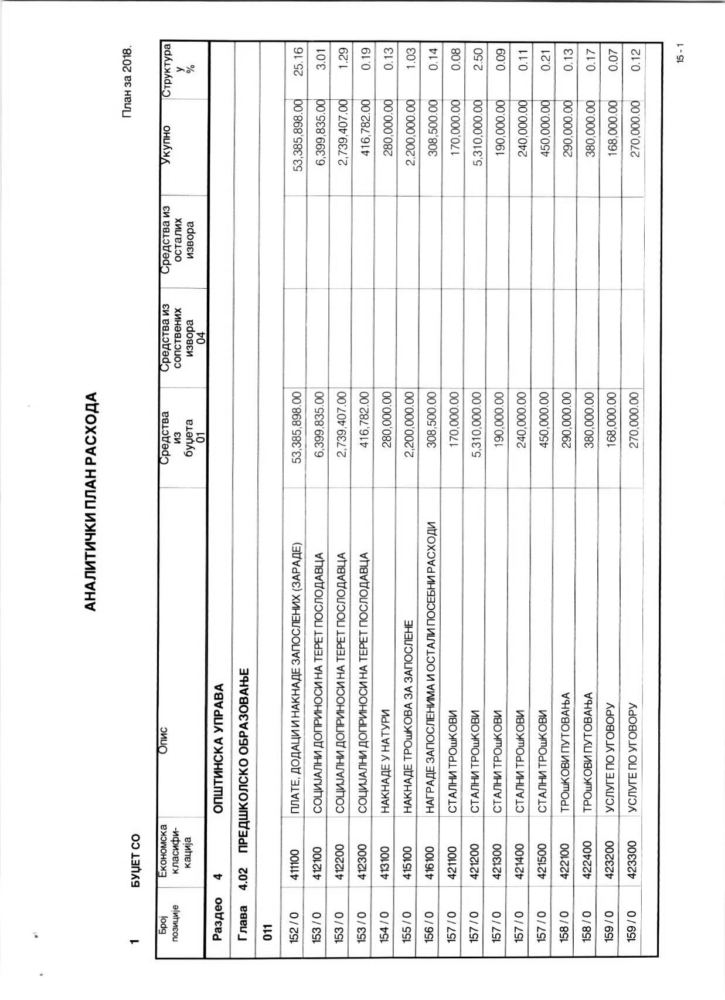 АНАЛИТИЧКИ ПЛАН РАСХОДА
План за 2018.
1 БУЏЕТ СО
Број позиције | Економска класифи-кација | Опис | Средства из буџета 01 | Средства из сопствених извора 04 | Средства из осталих извора | Укупно | Структура у %
Раздео 4 ОПШТИНСКА УПРАВА
Глава 4.02 ПРЕДШКОЛСКО ОБРАЗОВАЊЕ
011
152 / 0 411100 ПЛАТЕ, ДОДАЦИ И НАКНАДЕ ЗАПОСЛЕНИХ (ЗАРАДЕ) 53,385,898.00 53,385,898.00 25.16
153 / 0 412100 СОЦИЈАЛНИ ДОПРИНОСИ НА ТЕРЕТ ПОСЛОДАВЦА 6,399,835.00 6,399,835.00 3.01
153 / 0 412200 СОЦИЈАЛНИ ДОПРИНОСИ НА ТЕРЕТ ПОСЛОДАВЦА 2,739,407.00 2,739,407.00 1.29
153 / 0 412300 СОЦИЈАЛНИ ДОПРИНОСИ НА ТЕРЕТ ПОСЛОДАВЦА 416,782.00 416,782.00 0.19
154 / 0 413100 НАКНАДЕ У НАТУРИ 280,000.00 280,000.00 0.13
155 / 0 415100 НАКНАДЕ ТРОшКОВА ЗА ЗАПОСЛЕНЕ 2,200,000.00 2,200,000.00 1.03
156 / 0 416100 НАГРАДЕ ЗАПОСЛЕНИМА И ОСТАЛИ ПОСЕБНИ РАСХОДИ 308,500.00 308,500.00 0.14
157 / 0 421100 СТАЛНИ ТРОшКОВИ 170,000.00 170,000.00 0.08
157 / 0 421200 СТАЛНИ ТРОшКОВИ 5,310,000.00 5,310,000.00 2.50
157 / 0 421300 СТАЛНИ ТРОшКОВИ 190,000.00 190,000.00 0.09
157 / 0 421400 СТАЛНИ ТРОшКОВИ 240,000.00 240,000.00 0.11
157 / 0 421500 СТАЛНИ ТРОшКОВИ 450,000.00 450,000.00 0.21
158 / 0 422100 ТРОшКОВИ ПУТОВАЊА 290,000.00 290,000.00 0.13
158 / 0 422400 ТРОшКОВИ ПУТОВАЊА 380,000.00 380,000.00 0.17
159 / 0 423200 УСЛУГЕ ПО УГОВОРУ 168,000.00 168,000.00 0.07
159 / 0 423300 УСЛУГЕ ПО УГОВОРУ 270,000.00 270,000.00 0.12
15 - 1